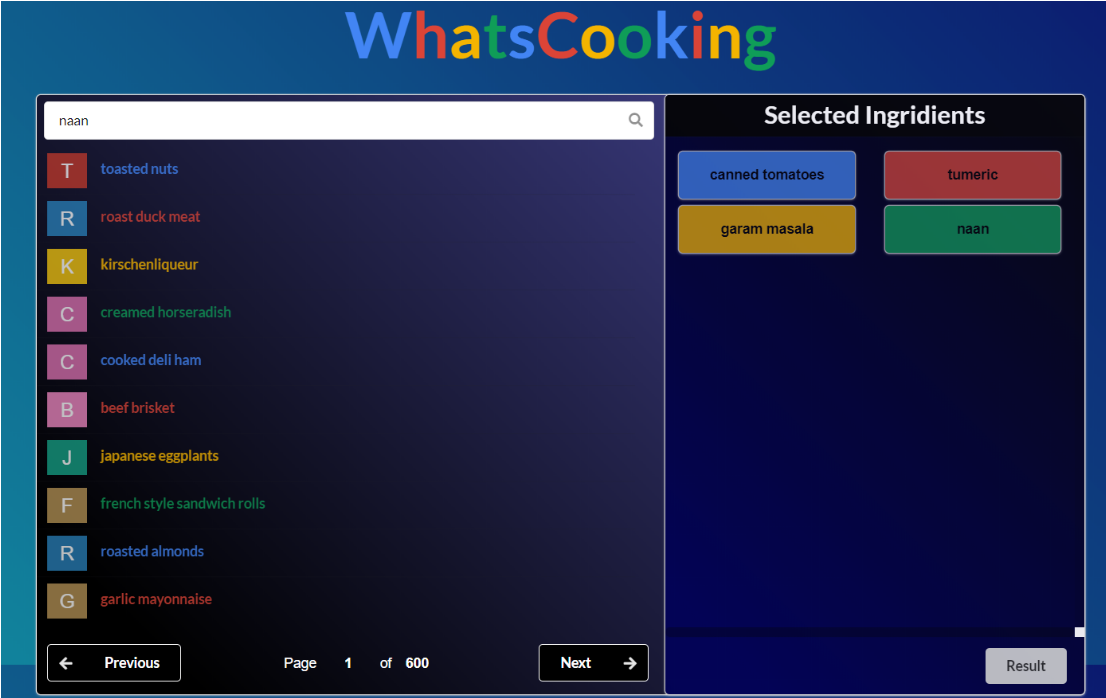 WhatsCooking
naan
T toasted nuts
R roast duck meat
K kirschenliqueur
C creamed horseradish
C cooked deli ham
B beef brisket
J japanese eggplants
F french style sandwich rolls
R roasted almonds
G garlic mayonnaise
Previous Page 1 of 600 Next
Selected Ingridients
canned tomatoes tumeric
garam masala naan
Result